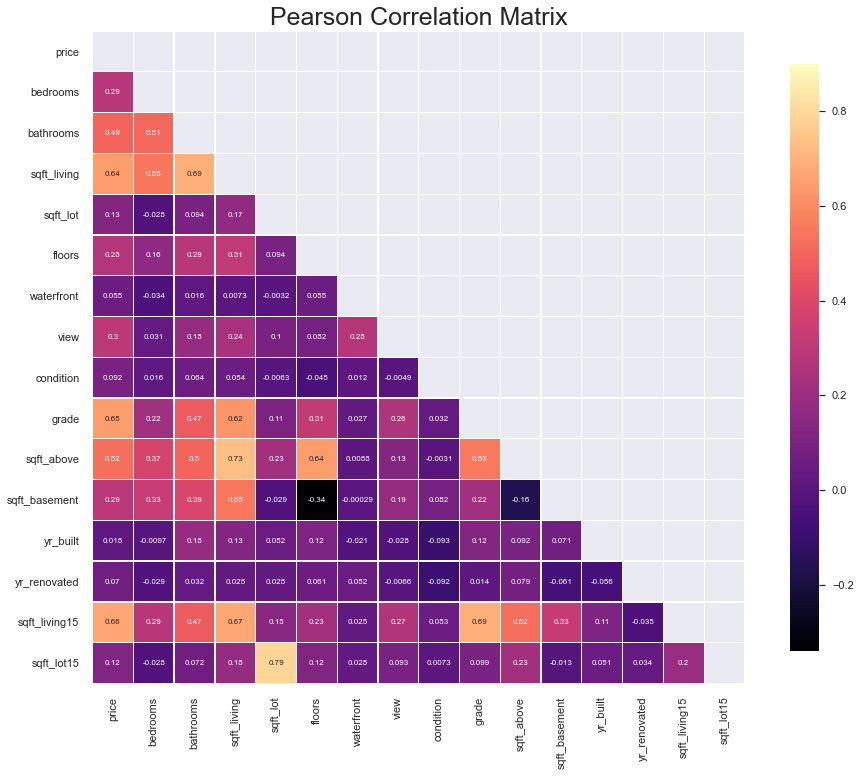 Pearson Correlation Matrix
price
bedrooms 0.29
bathrooms 0.49 0.51
sqft_living 0.64 0.55 0.69
sqft_lot 0.13 -0.028 0.094 0.17
floors 0.28 0.16 0.29 0.31 0.094
waterfront 0.055 -0.034 0.016 0.0073 -0.0032 0.055
view 0.3 0.031 0.18 0.24 0.1 0.082 0.28
condition 0.092 0.016 0.064 0.054 -0.0063 -0.045 0.012 -0.0049
grade 0.65 0.22 0.47 0.62 0.11 0.31 0.027 0.26 0.032
sqft_above 0.52 0.37 0.5 0.73 0.23 0.64 0.0088 0.13 -0.0031 0.55
sqft_basement 0.29 0.33 0.39 0.55 -0.029 -0.34 -0.00029 0.19 0.082 0.22 -0.16
yr_built 0.018 -0.0097 0.18 0.13 0.052 0.12 -0.021 -0.028 -0.093 0.12 0.092 0.071
yr_renovated 0.07 -0.029 0.032 0.025 0.025 0.061 0.052 -0.0066 -0.092 0.014 0.079 -0.061 -0.056
sqft_living15 0.66 0.29 0.47 0.67 0.15 0.23 0.025 0.27 0.053 0.69 0.52 0.33 0.11 -0.035
sqft_lot15 0.12 -0.028 0.072 0.18 0.79 0.12 0.028 0.093 0.0073 0.099 0.23 -0.013 0.051 0.034 0.2
price bedrooms bathrooms sqft_living sqft_lot floors waterfront view condition grade sqft_above sqft_basement yr_built yr_renovated sqft_living15 sqft_lot15
0.8
0.6
0.4
0.2
0.0
−0.2